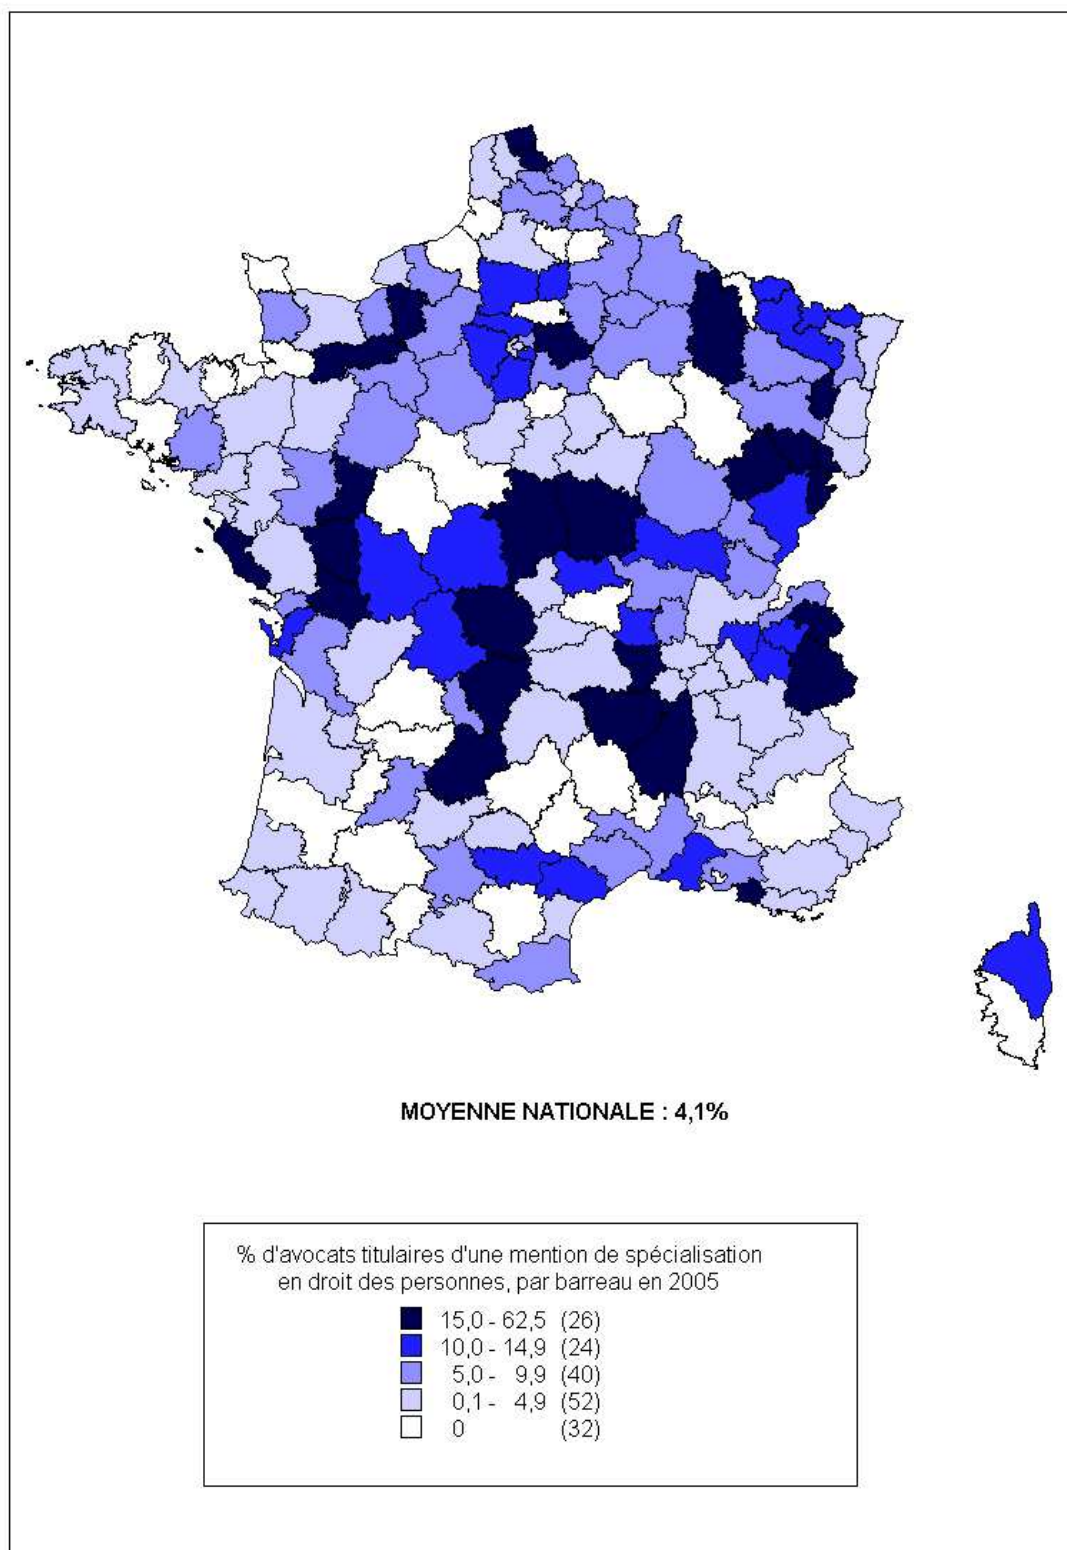 MOYENNE NATIONALE : 4,1%
% d'avocats titulaires d'une mention de spécialisation
en droit des personnes, par barreau en 2005
15,0 - 62,5 (26)
10,0 - 14,9 (24)
5,0 - 9,9 (40)
0,1 - 4,9 (52)
0 (32)